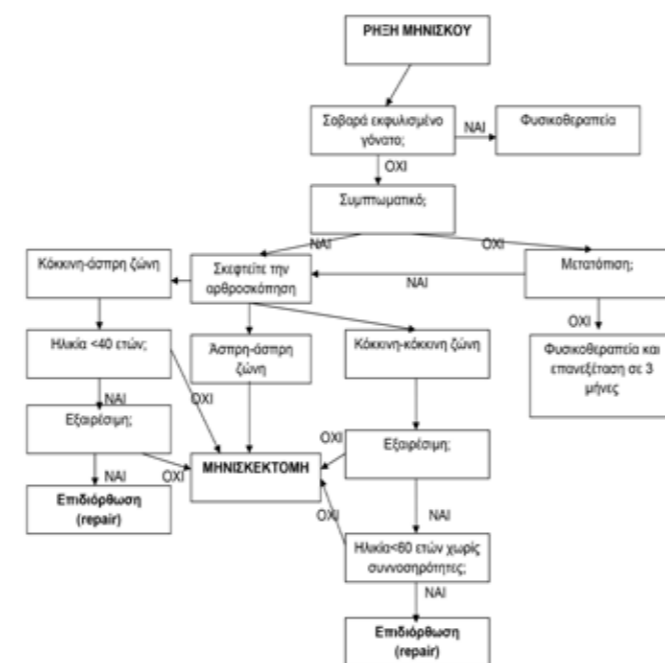 ΡΗΞΗ ΜΗΝΙΣΚΟΥ
Σοβαρά εκφυλισμένο
γόνατο;
ΝΑΙ
Φυσικοθεραπεία
ΟΧΙ
Συμπτωματικό;
ΝΑΙ
ΟΧΙ
Κόκκινη-άσπρη ζώνη
Σκεφτείτε την
αρθροσκόπηση
ΝΑΙ
Μετατόπιση;
ΟΧΙ
Ηλικία <40 ετών;
Άσπρη-άσπρη
ζώνη
Κόκκινη-κόκκινη ζώνη
Φυσικοθεραπεία και
επανεξέταση σε 3
μήνες
ΝΑΙ
ΟΧΙ
Εξαιρέσιμη;
ΟΧΙ
Εξαιρέσιμη;
ΝΑΙ
ΟΧΙ
ΜΗΝΙΣΚΕΚΤΟΜΗ
Επιδιόρθωση
(repair)
ΟΧΙ
ΝΑΙ
Ηλικία<60 ετών χωρίς
συννοσηρότητες;
ΝΑΙ
Επιδιόρθωση
(repair)